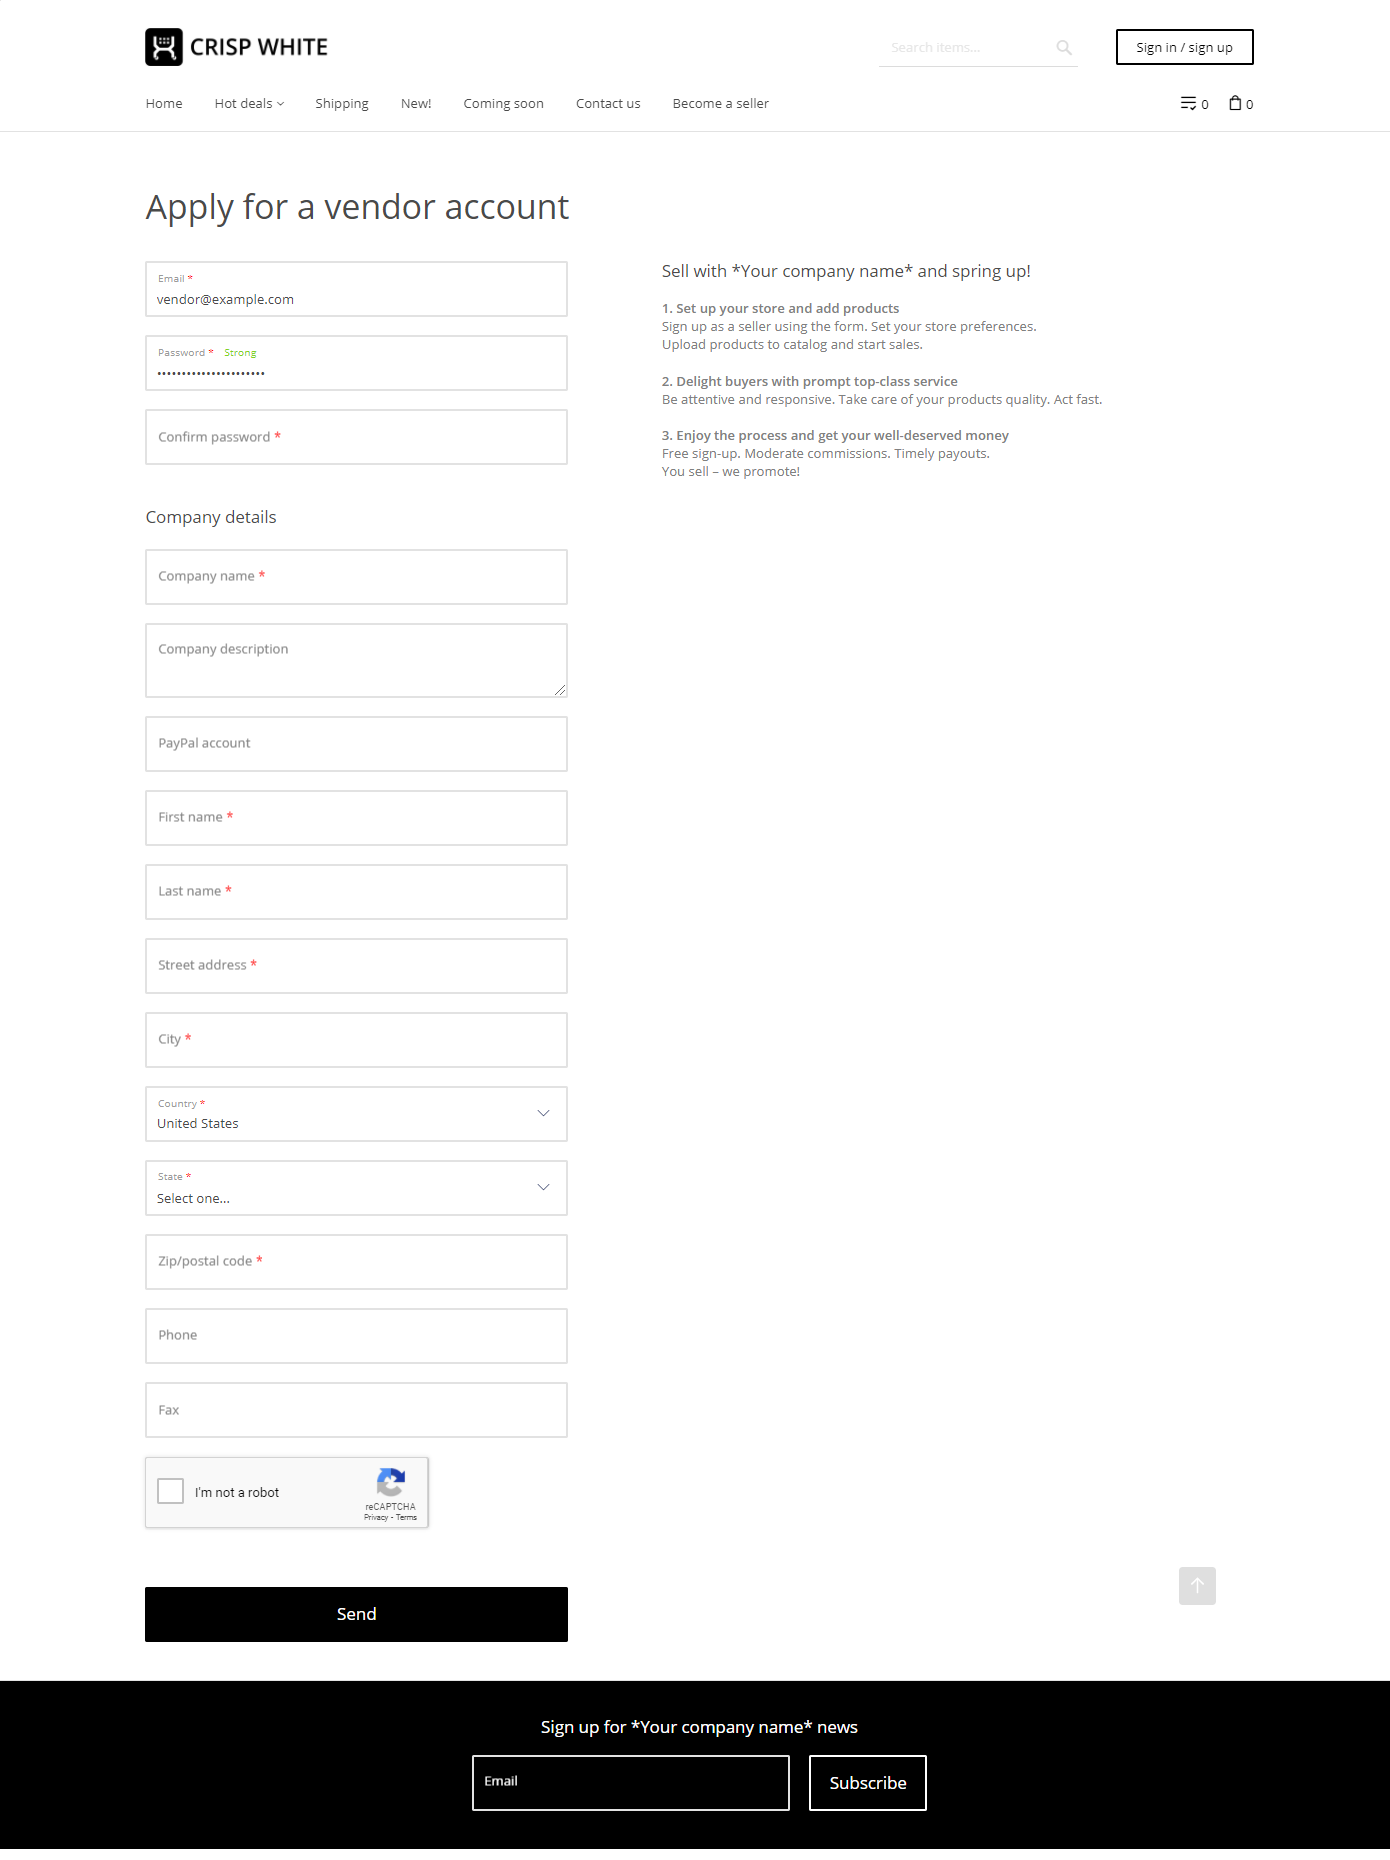 CRISP WHITE
Search items...
Sign in / sign up
Home Hot deals Shipping New! Coming soon Contact us Become a seller
0 0
Apply for a vendor account
Email *
vendor@example.com
Password * Strong
Confirm password *
Company details
Company name *
Company description
PayPal account
First name *
Last name *
Street address *
City *
Country *
United States
State *
Select one...
Zip/postal code *
Phone
Fax
I'm not a robot
reCAPTCHA
Privacy - Terms
Send
Sell with *Your company name* and spring up!
1. Set up your store and add products
Sign up as a seller using the form. Set your store preferences.
Upload products to catalog and start sales.
2. Delight buyers with prompt top-class service
Be attentive and responsive. Take care of your products quality. Act fast.
3. Enjoy the process and get your well-deserved money
Free sign-up. Moderate commissions. Timely payouts.
You sell – we promote!
Sign up for *Your company name* news
Email
Subscribe